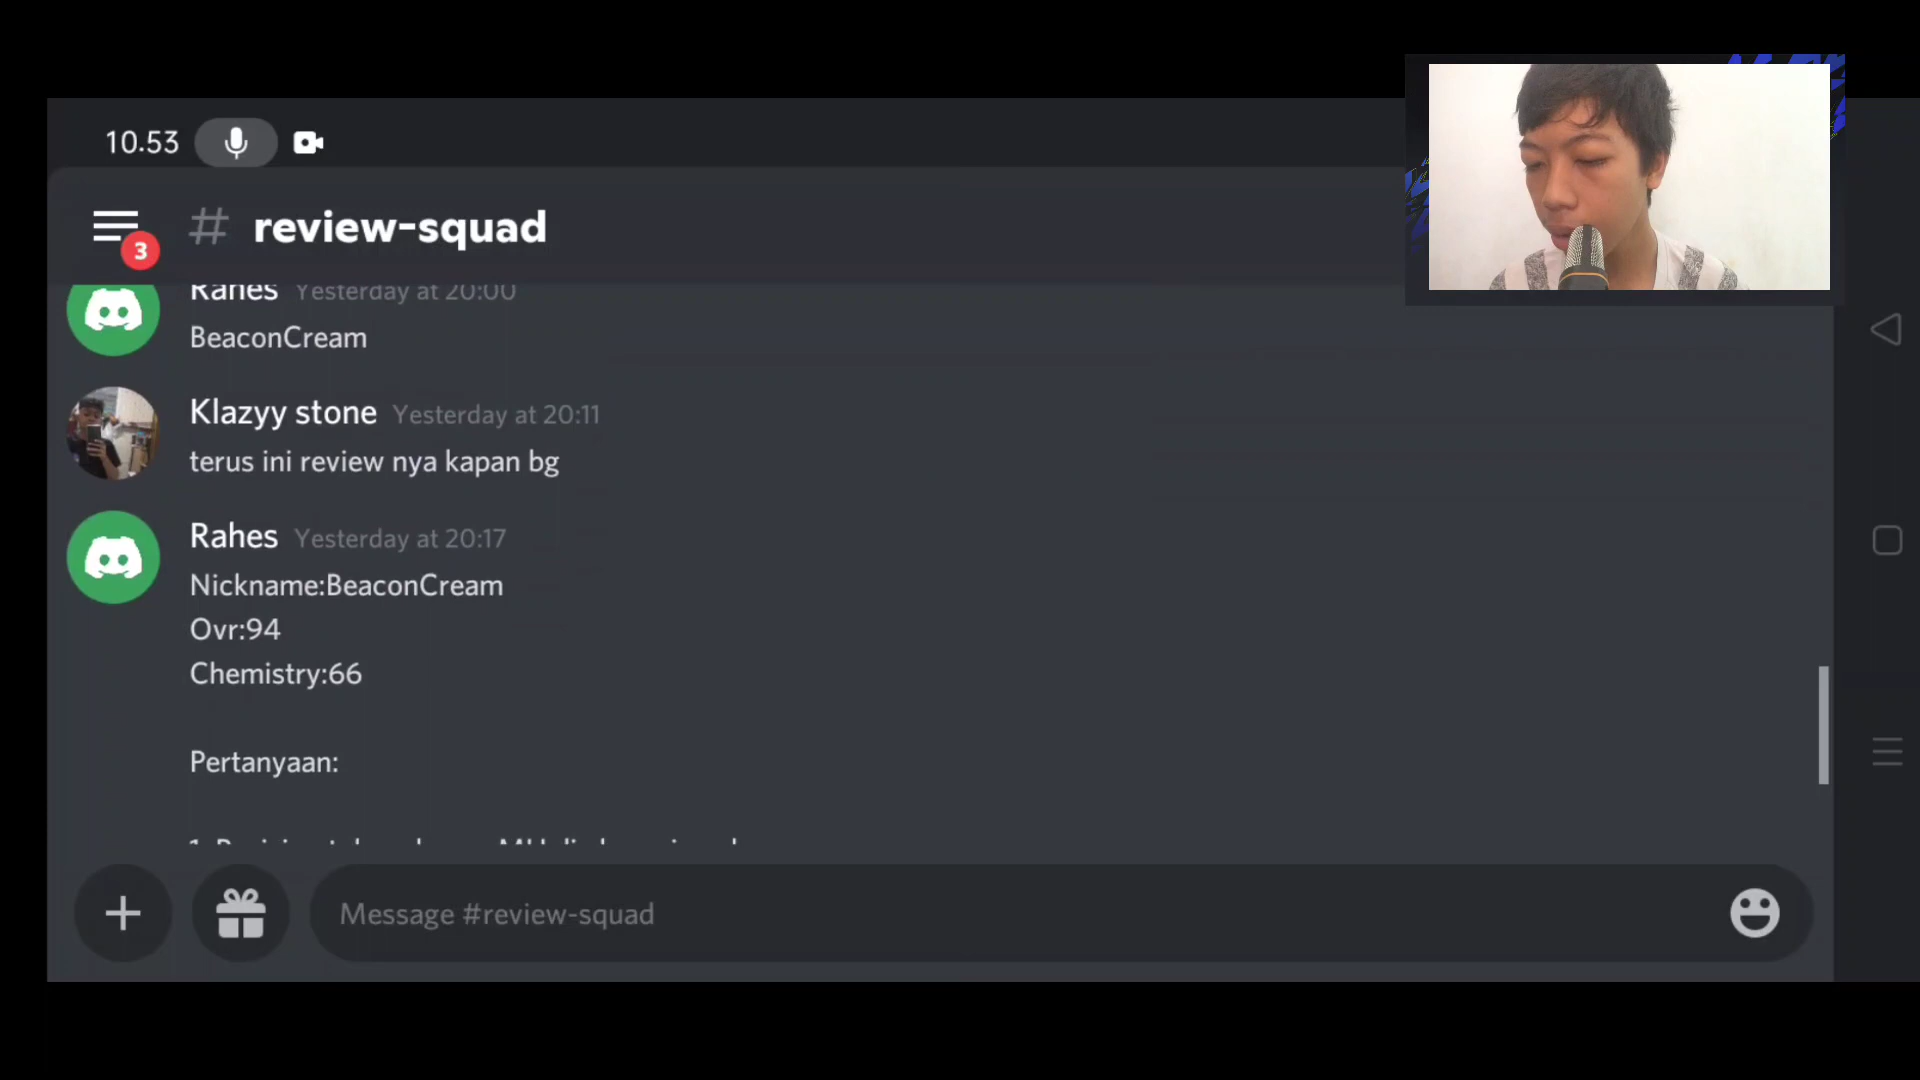 10.53
3
# review-squad
Rahes Yesterday at 20:00
BeaconCream
Klazyy stone Yesterday at 20:11
terus ini review nya kapan bg
Rahes Yesterday at 20:17
Nickname:BeaconCream
Ovr:94
Chemistry:66
Pertanyaan:
Message #review-squad